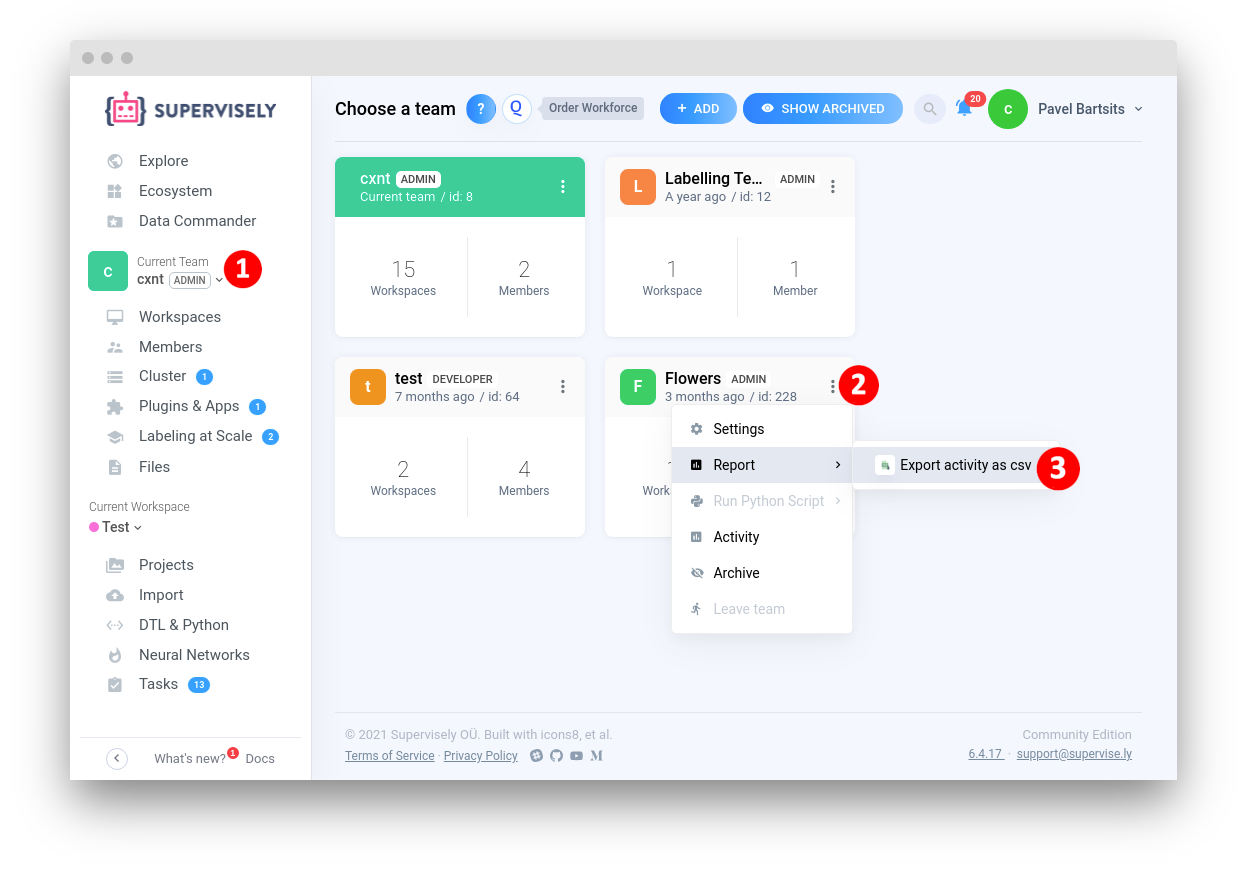 SUPERVISELY
Explore
Ecosystem
Data Commander
C
Current Team
cxnt ADMIN
1
Workspaces
Members
Cluster 1
Plugins & Apps 1
Labeling at Scale 2
Files
Current Workspace
Test
Projects
Import
DTL & Python
Neural Networks
Tasks 13
What's new? 1 Docs
Choose a team ? Q Order Workforce + ADD SHOW ARCHIVED 20 C Pavel Bartsits
cxnt ADMIN
Current team / id: 8
15 2
Workspaces Members
L
Labelling Te... ADMIN
A year ago / id: 12
1 1
Workspace Member
t
test DEVELOPER
7 months ago / id: 64
2 4
Workspaces Members
F
Flowers ADMIN
3 months ago / id: 228
2
Work
Settings
Report
Export activity as csv
3
Run Python Script
Activity
Archive
Leave team
© 2021 Supervisely OÜ. Built with icons8, et al.
Terms of Service · Privacy Policy
Community Edition
6.4.17 · support@supervise.ly